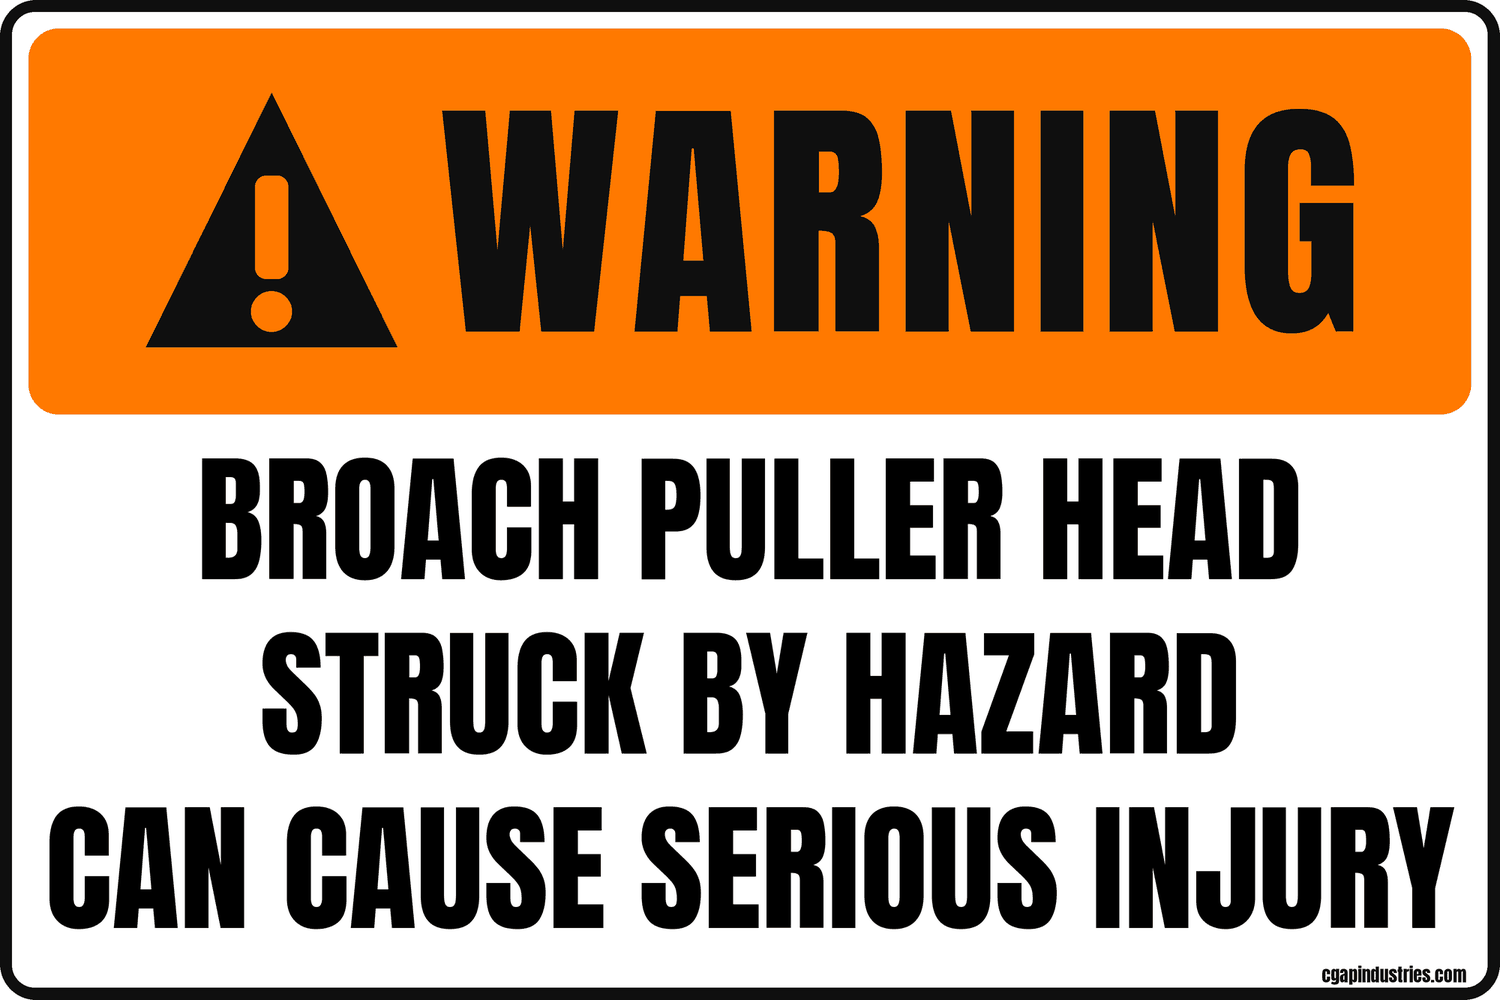 WARNING
BROACH PULLER HEAD
STRUCK BY HAZARD
CAN CAUSE SERIOUS INJURY
cgapindustries.com